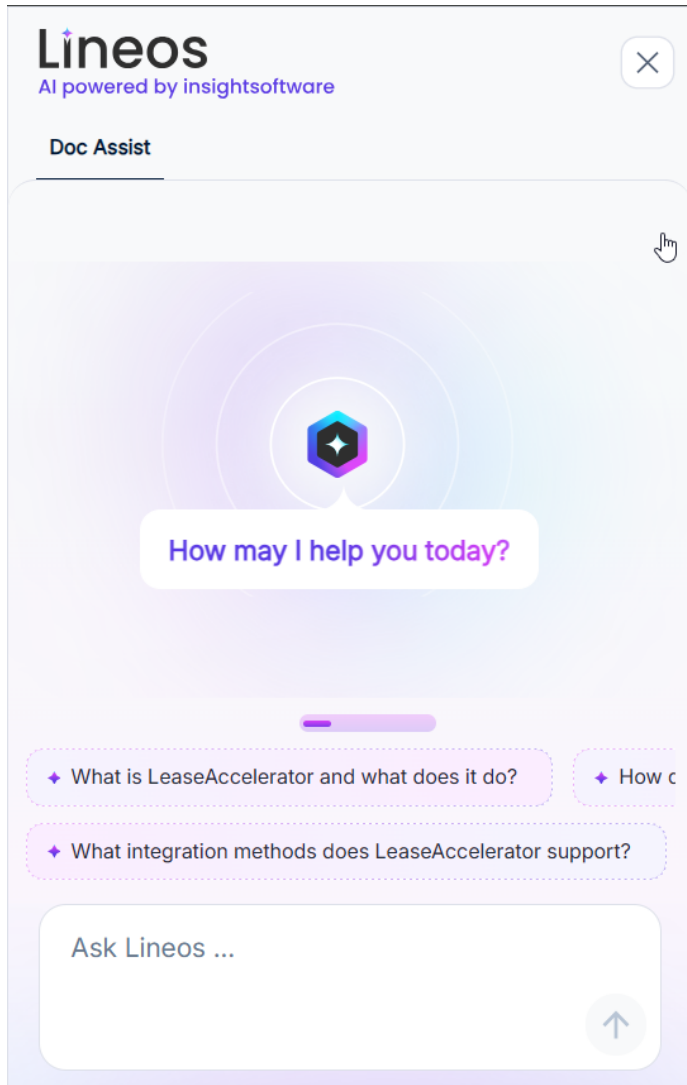 Lineos
AI powered by insightsoftware
Doc Assist
How may I help you today?
What is LeaseAccelerator and what does it do?
How
What integration methods does LeaseAccelerator support?
Ask Lineos ...